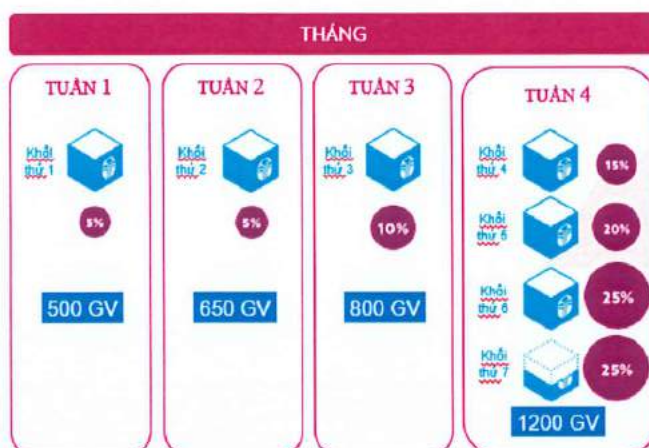 THÁNG
TUẦN 1
Khối
thứ 1
5%
500 GV
TUẦN 2
Khối
thứ 2
5%
650 GV
TUẦN 3
Khối
thứ 3
10%
800 GV
TUẦN 4
Khối
thứ 4
15%
Khối
thứ 5
20%
Khối
thứ 6
25%
Khối
thứ 7
25%
1200 GV